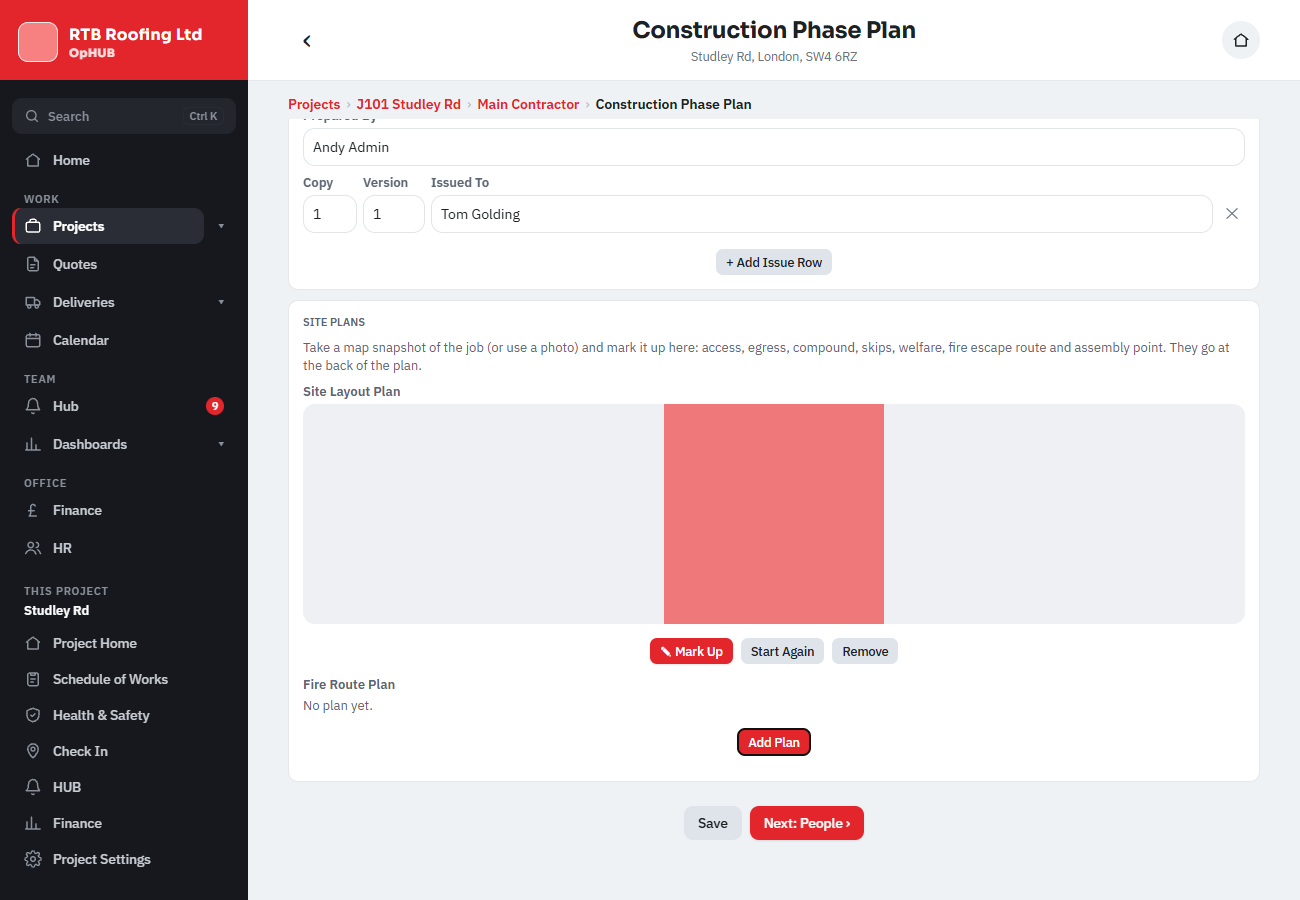 RTB Roofing Ltd
OpHUB
Search
Ctrl K
Home
WORK
Projects
Quotes
Deliveries
Calendar
TEAM
Hub
9
Dashboards
OFFICE
Finance
HR
THIS PROJECT
Studley Rd
Project Home
Schedule of Works
Health & Safety
Check In
HUB
Finance
Project Settings
Construction Phase Plan
Studley Rd, London, SW4 6RZ
Projects › J101 Studley Rd › Main Contractor › Construction Phase Plan
Prepared By
Andy Admin
Copy Version Issued To
1 1 Tom Golding
+ Add Issue Row
SITE PLANS
Take a map snapshot of the job (or use a photo) and mark it up here: access, egress, compound, skips, welfare, fire escape route and assembly point. They go at
the back of the plan.
Site Layout Plan
Mark Up Start Again Remove
Fire Route Plan
No plan yet.
Add Plan
Save Next: People ›